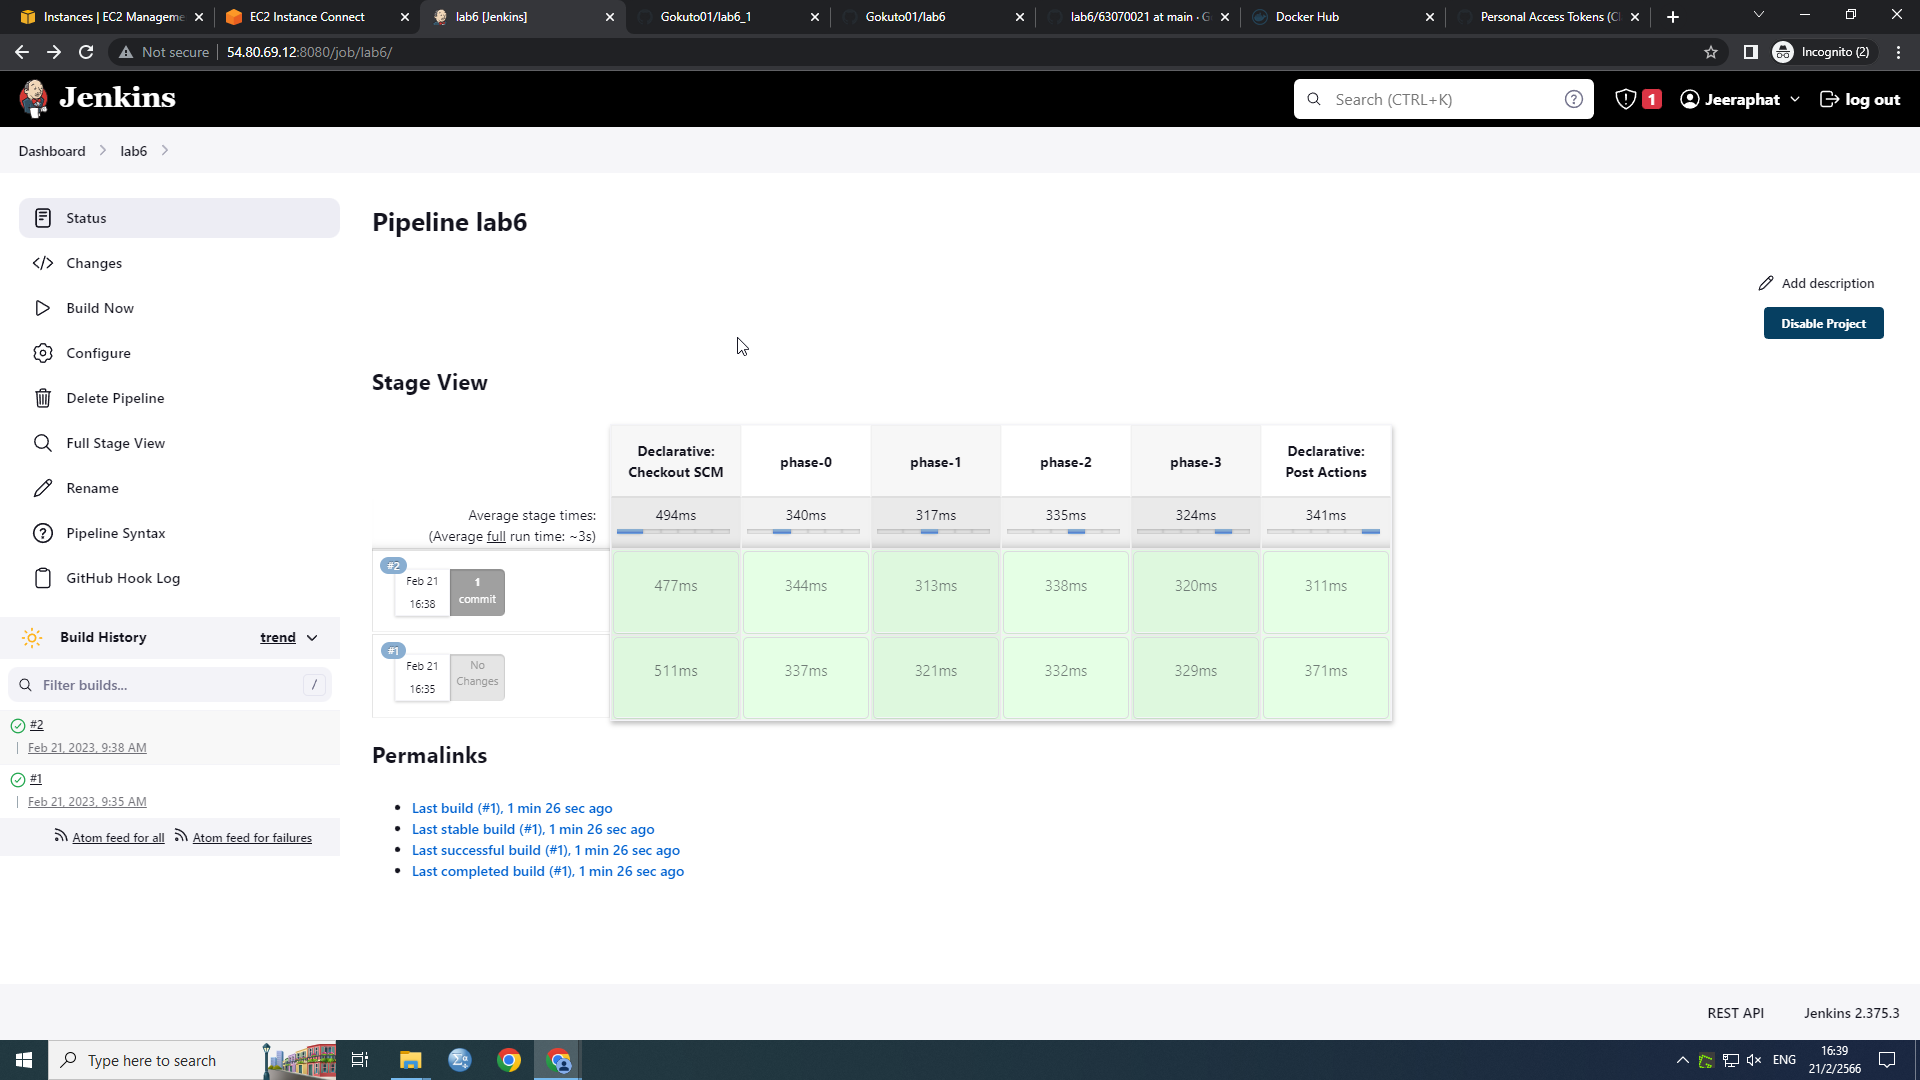 Instances | EC2 Manageme
EC2 Instance Connect
lab6 [Jenkins]
Gokuto01/lab6_1
Gokuto01/lab6
lab6/63070021 at main · G
Docker Hub
Personal Access Tokens (Cl
Not secure
54.80.69.12:8080/job/lab6/
Incognito (2)
Jenkins
Search (CTRL+K)
1
Jeeraphat
log out
Dashboard
lab6
Status
Changes
Build Now
Configure
Delete Pipeline
Full Stage View
Rename
Pipeline Syntax
GitHub Hook Log
Build History
trend
Filter builds...
/
#2
Feb 21, 2023, 9:38 AM
#1
Feb 21, 2023, 9:35 AM
Atom feed for all
Atom feed for failures
Pipeline lab6
Add description
Disable Project
Stage View
Declarative:
Checkout SCM
phase-0
phase-1
phase-2
phase-3
Declarative:
Post Actions
Average stage times:
(Average full run time: ~3s)
494ms
340ms
317ms
335ms
324ms
341ms
#2
Feb 21
16:38
1
commit
477ms
344ms
313ms
338ms
320ms
311ms
#1
Feb 21
16:35
No
Changes
511ms
337ms
321ms
332ms
329ms
371ms
Permalinks
Last build (#1), 1 min 26 sec ago
Last stable build (#1), 1 min 26 sec ago
Last successful build (#1), 1 min 26 sec ago
Last completed build (#1), 1 min 26 sec ago
REST API
Jenkins 2.375.3
Type here to search
ENG
16:39
21/2/2566